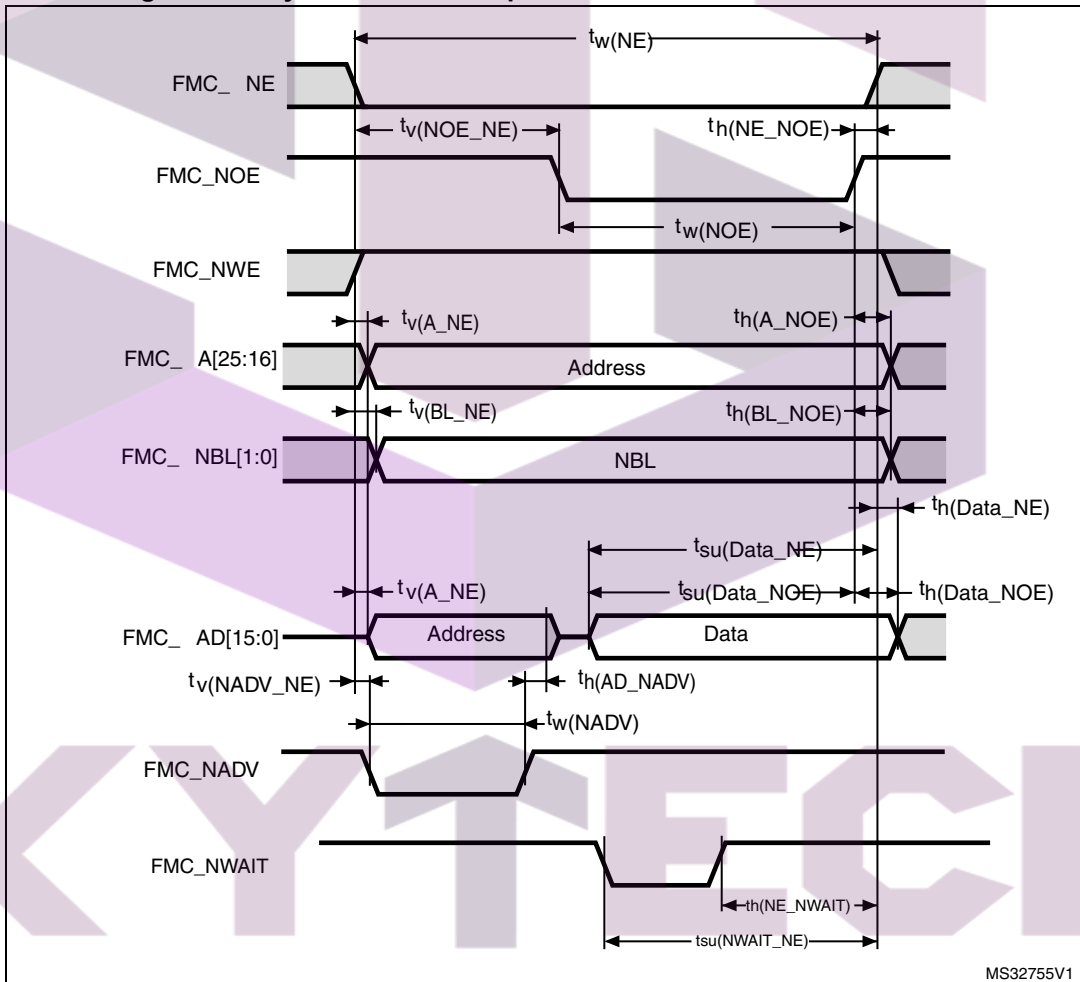 tw(NE)
FMC_ NE
tv(NOE_NE)
th(NE_NOE)
FMC_NOE
tw(NOE)
FMC_NWE
tv(A_NE)
th(A_NOE)
FMC_ A[25:16]
Address
tv(BL_NE)
th(BL_NOE)
FMC_ NBL[1:0]
NBL
th(Data_NE)
tsu(Data_NE)
tv(A_NE)
tsu(Data_NOE)
th(Data_NOE)
FMC_ AD[15:0]
Address
Data
tv(NADV_NE)
th(AD_NADV)
tw(NADV)
FMC_NADV
FMC_NWAIT
th(NE_NWAIT)
tsu(NWAIT_NE)
MS32755V1